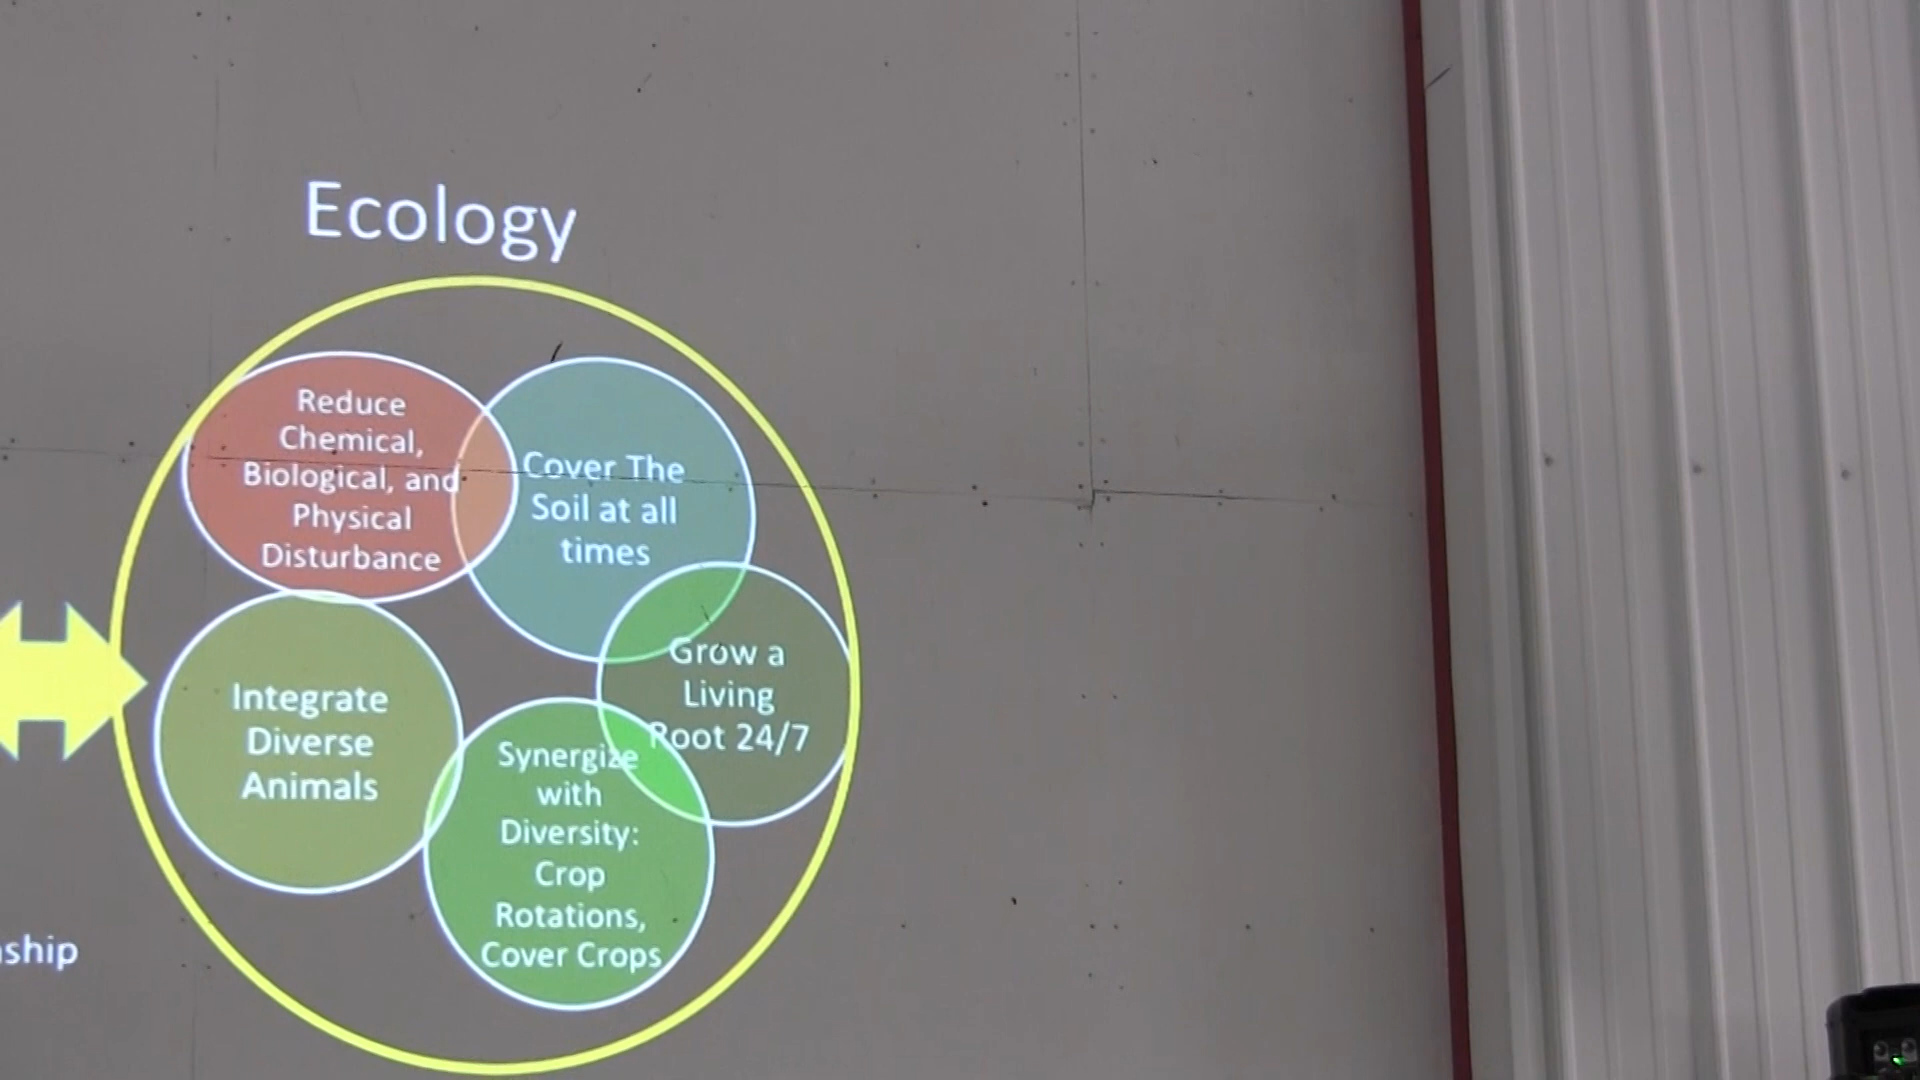 Ecology
Reduce
Chemical,
Biological, and
Physical
Disturbance
Cover The
Soil at all
times
Grow a
Living
Root 24/7
Integrate
Diverse
Animals
Synergize
with
Diversity:
Crop
Rotations,
Cover Crops